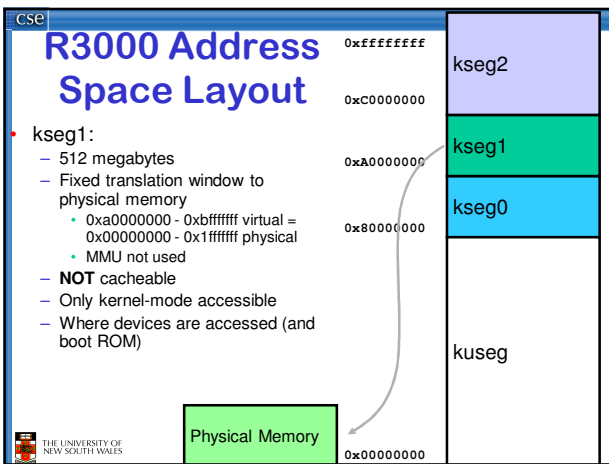 cse
R3000 Address
Space Layout
• kseg1:
– 512 megabytes
– Fixed translation window to
physical memory
• 0xa0000000 - 0xbfffffff virtual =
0x00000000 - 0x1fffffff physical
• MMU not used
– NOT cacheable
– Only kernel-mode accessible
– Where devices are accessed (and
boot ROM)
0xffffffff
0xC0000000
0xA0000000
0x80000000
0x00000000
kseg2
kseg1
kseg0
kuseg
Physical Memory
THE UNIVERSITY OF
NEW SOUTH WALES